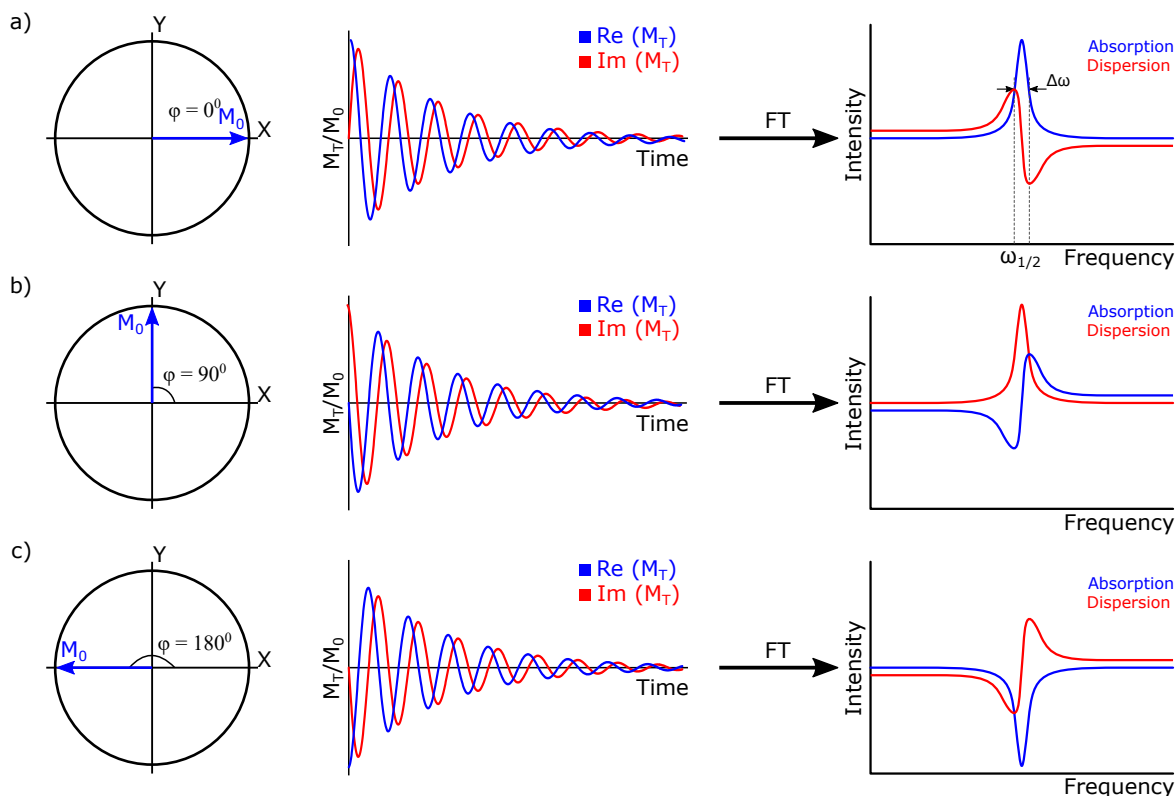 a)
Y
φ = 0⁰
M₀
X
Re (M_T)
Im (M_T)
M_T/M₀
Time
FT
Absorption
Dispersion
Δω
Intensity
ω₁/₂
Frequency
b)
Y
M₀
φ = 90⁰
X
Re (M_T)
Im (M_T)
M_T/M₀
Time
FT
Absorption
Dispersion
Intensity
Frequency
c)
Y
M₀
φ = 180⁰
X
Re (M_T)
Im (M_T)
M_T/M₀
Time
FT
Absorption
Dispersion
Intensity
Frequency